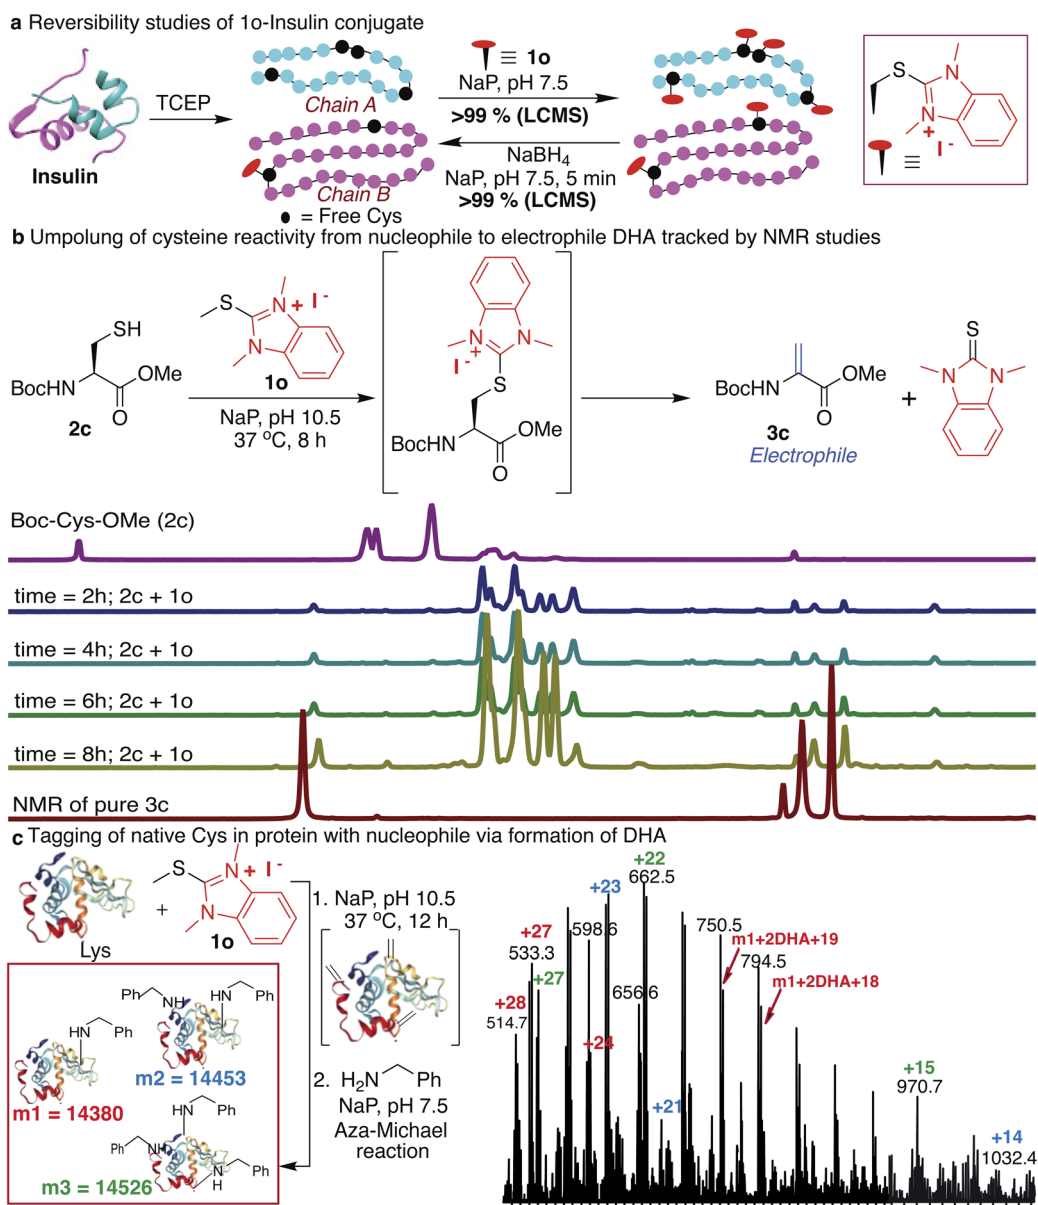 a Reversibility studies of 1o-Insulin conjugate
Insulin
TCEP
Chain A
Chain B
● = Free Cys
≡ 1o
NaP, pH 7.5
>99 % (LCMS)
NaBH4
NaP, pH 7.5, 5 min
>99 % (LCMS)
S
N
N
+
I -
≡
b Umpolung of cysteine reactivity from nucleophile to electrophile DHA tracked by NMR studies
SH
BocHN
OMe
O
2c
S
N
+ I -
N
1o
NaP, pH 10.5
37 oC, 8 h
N
N
I - +
S
BocHN
OMe
O
BocHN
OMe
O
3c
Electrophile
+
S
N
N
Boc-Cys-OMe (2c)
time = 2h; 2c + 1o
time = 4h; 2c + 1o
time = 6h; 2c + 1o
time = 8h; 2c + 1o
NMR of pure 3c
c Tagging of native Cys in protein with nucleophile via formation of DHA
Lys
+
S
N
+ I -
N
1o
1. NaP, pH 10.5
37 oC, 12 h
2. H2N Ph
NaP, pH 7.5
Aza-Michael
reaction
Ph NH
HN Ph
HN Ph
m2 = 14453
m1 = 14380
HN Ph
Ph NH
N Ph
H
m3 = 14526
+28
514.7
+27
533.3
+27
+23
598.6
+24
+22
662.5
656.6
+21
750.5
m1+2DHA+19
794.5
m1+2DHA+18
+15
970.7
+14
1032.4